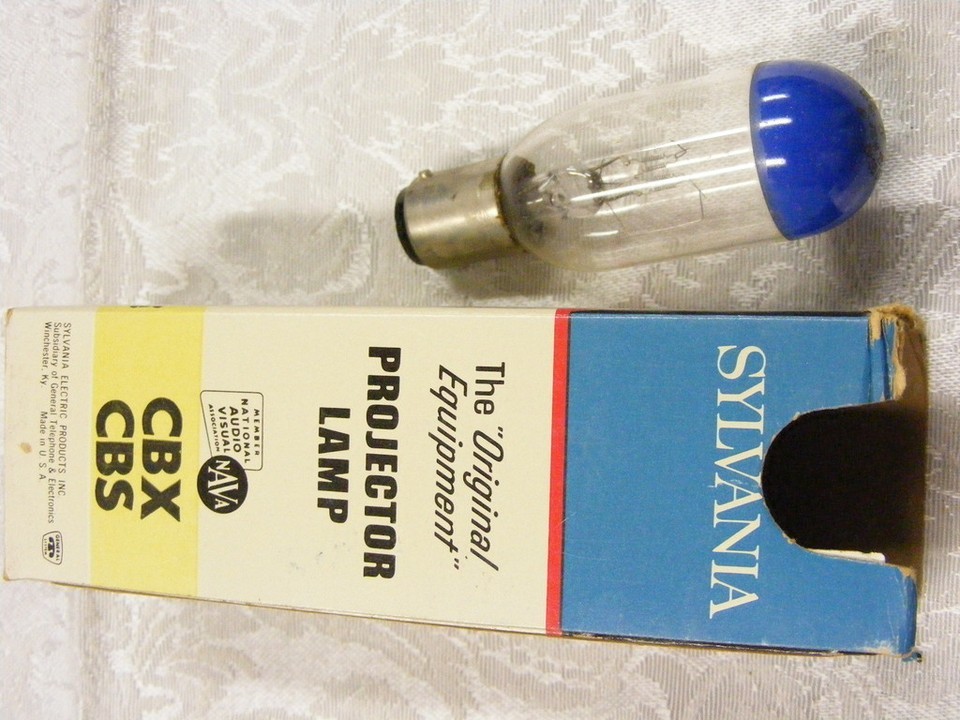 SYLVANIA
The "Original
Equipment"
PROJECTOR
LAMP
MEMBER
NATIONAL
AUDIO
VISUAL
ASSOCIATION
NAVA
CBX
CBS
SYLVANIA ELECTRIC PRODUCTS INC
Subsidiary of General Telephone & Electronics
Winchester, Ky. Made in U. S. A.
GENERAL